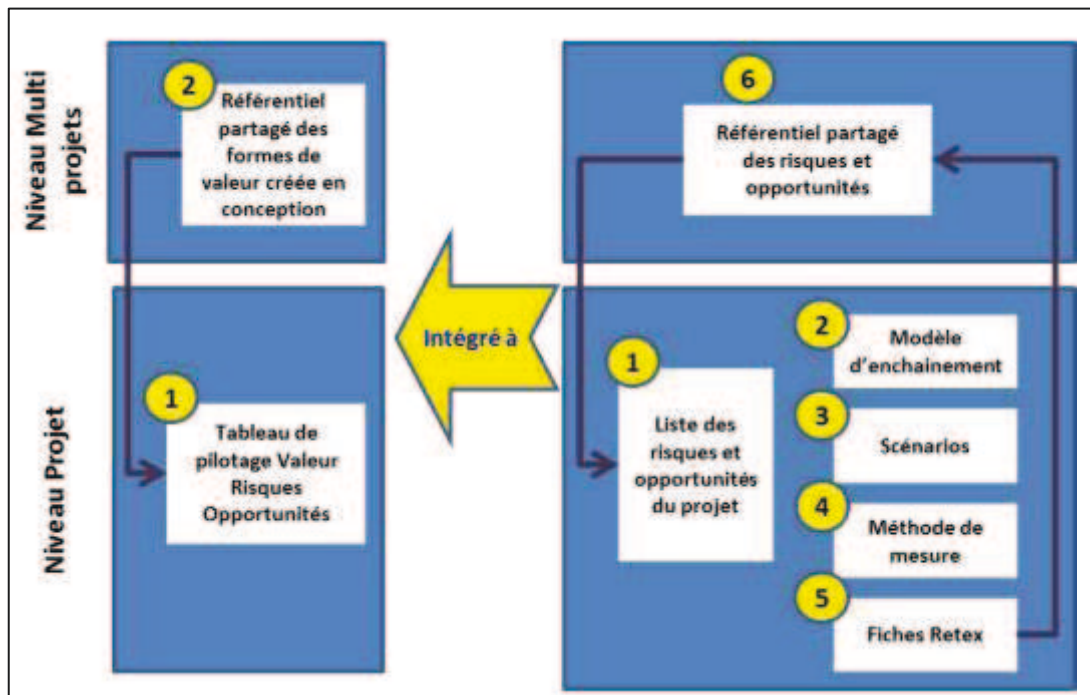 Niveau Multi
projets
2
Référentiel
partagé des
formes de
valeur créée en
conception
6
Référentiel partagé
des risques et
opportunités
Intégré à
Niveau Projet
1
Tableau de
pilotage Valeur
Risques
Opportunités
1
Liste des
risques et
opportunités
du projet
2
Modèle
d'enchainement
3
Scénarios
4
Méthode de
mesure
5
Fiches Retex